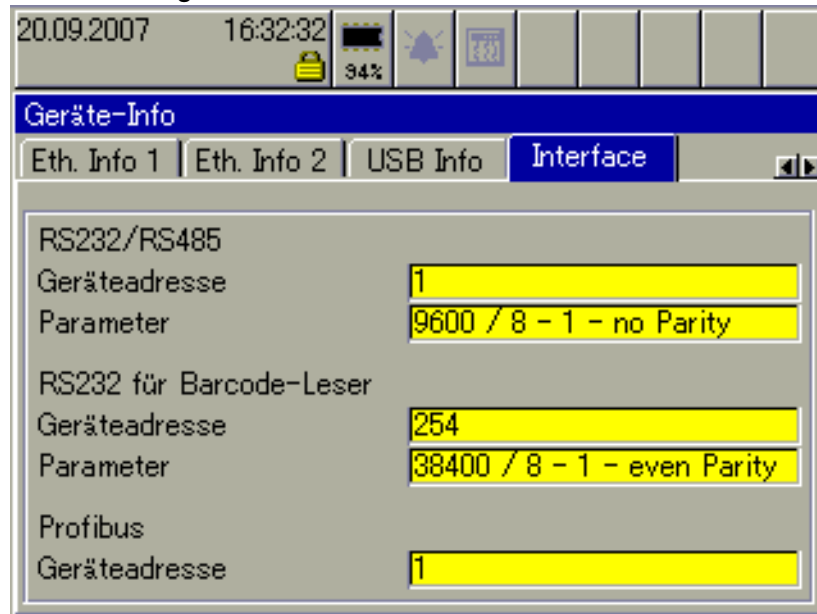 20.09.2007 16:32:32
94%
Geräte-Info
Eth. Info 1 Eth. Info 2 USB Info Interface
RS232/RS485
Geräteadresse 1
Parameter 9600 / 8 - 1 - no Parity
RS232 für Barcode-Leser
Geräteadresse 254
Parameter 38400 / 8 - 1 - even Parity
Profibus
Geräteadresse 1